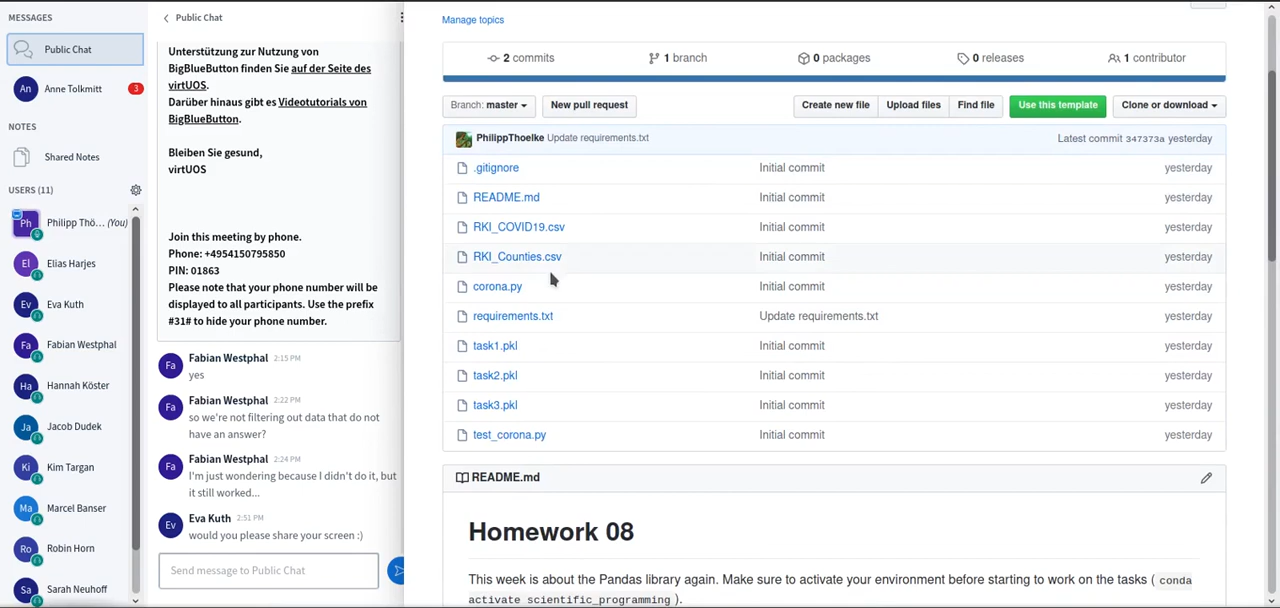 MESSAGES
Public Chat
An
Anne Tolkmitt
3
NOTES
Shared Notes
USERS (11)
Ph
Philipp Thö... (You)
El
Elias Harjes
Ev
Eva Kuth
Fa
Fabian Westphal
Ha
Hannah Köster
Ja
Jacob Dudek
Ki
Kim Targan
Ma
Marcel Banser
Ro
Robin Horn
Sa
Sarah Neuhoff
Public Chat
Unterstützung zur Nutzung von
BigBlueButton finden Sie auf der Seite des
virtUOS.
Darüber hinaus gibt es Videotutorials von
BigBlueButton.
Bleiben Sie gesund,
virtUOS
Join this meeting by phone.
Phone: +4954150795850
PIN: 01863
Please note that your phone number will be
displayed to all participants. Use the prefix
#31# to hide your phone number.
Fa
Fabian Westphal 2:15 PM
yes
Fa
Fabian Westphal 2:22 PM
so we're not filtering out data that do not
have an answer?
Fa
Fabian Westphal 2:24 PM
I'm just wondering because I didn't do it, but
it still worked...
Ev
Eva Kuth 2:51 PM
would you please share your screen :)
Send message to Public Chat
Manage topics
2 commits 1 branch 0 packages 0 releases 1 contributor
Branch: master New pull request Create new file Upload files Find file Use this template Clone or download
PhilippThoelke Update requirements.txt Latest commit 347373a yesterday
.gitignore Initial commit yesterday
README.md Initial commit yesterday
RKI_COVID19.csv Initial commit yesterday
RKI_Counties.csv Initial commit yesterday
corona.py Initial commit yesterday
requirements.txt Update requirements.txt yesterday
task1.pkl Initial commit yesterday
task2.pkl Initial commit yesterday
task3.pkl Initial commit yesterday
test_corona.py Initial commit yesterday
README.md
Homework 08
This week is about the Pandas library again. Make sure to activate your environment before starting to work on the tasks ( conda
activate scientific_programming ).